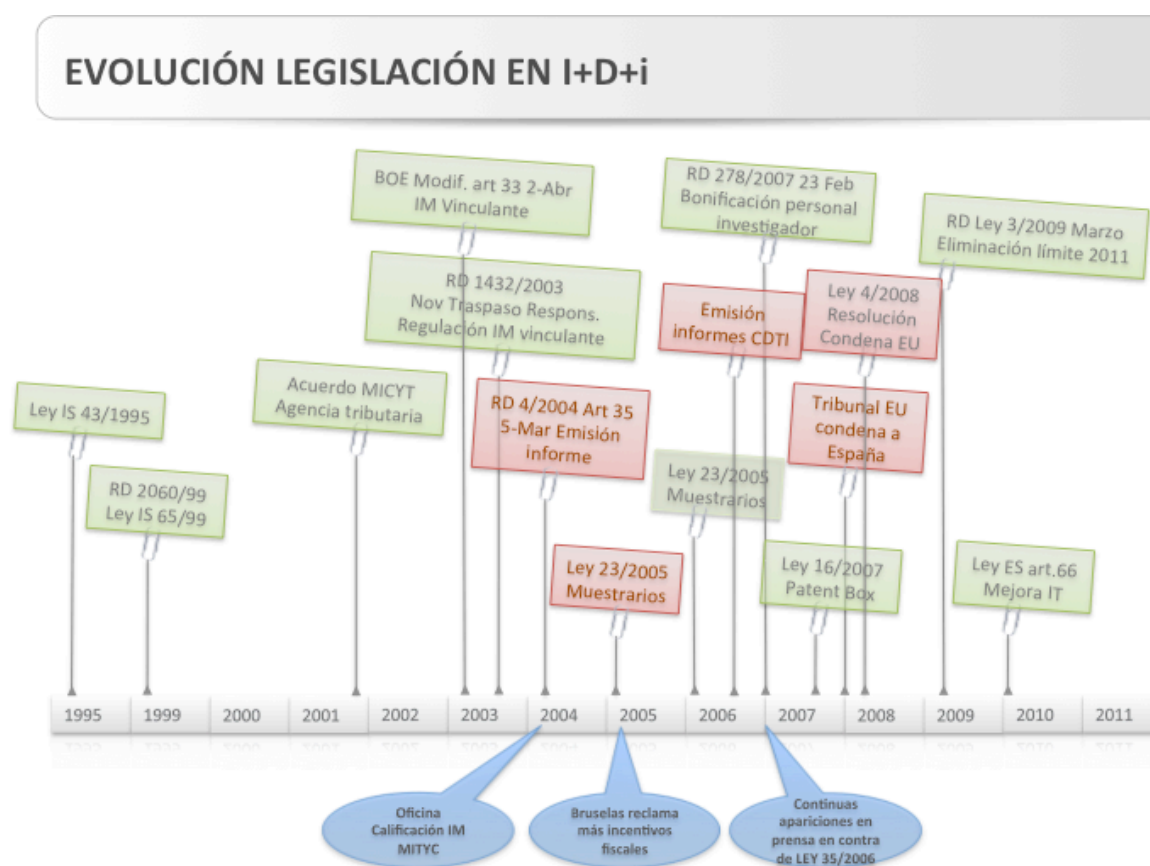 EVOLUCIÓN LEGISLACIÓN EN I+D+i
BOE Modif. art 33 2-Abr
IM Vinculante
RD 278/2007 23 Feb
Bonificación personal
investigador
RD Ley 3/2009 Marzo
Eliminación límite 2011
RD 1432/2003
Nov Traspaso Respons.
Regulación IM vinculante
Emisión
informes CDTI
Ley 4/2008
Resolución
Condena EU
Ley IS 43/1995
Acuerdo MICYT
Agencia tributaria
RD 4/2004 Art 35
5-Mar Emisión
informe
Tribunal EU
condena a
España
RD 2060/99
Ley IS 65/99
Ley 23/2005
Muestrarios
Ley 23/2005
Muestrarios
Ley 16/2007
Patent Box
Ley ES art.66
Mejora IT
1995 1999 2000 2001 2002 2003 2004 2005 2006 2007 2008 2009 2010 2011
Oficina
Calificación IM
MITYC
Bruselas reclama
más incentivos
fiscales
Continuas
apariciones en
prensa en contra
de LEY 35/2006